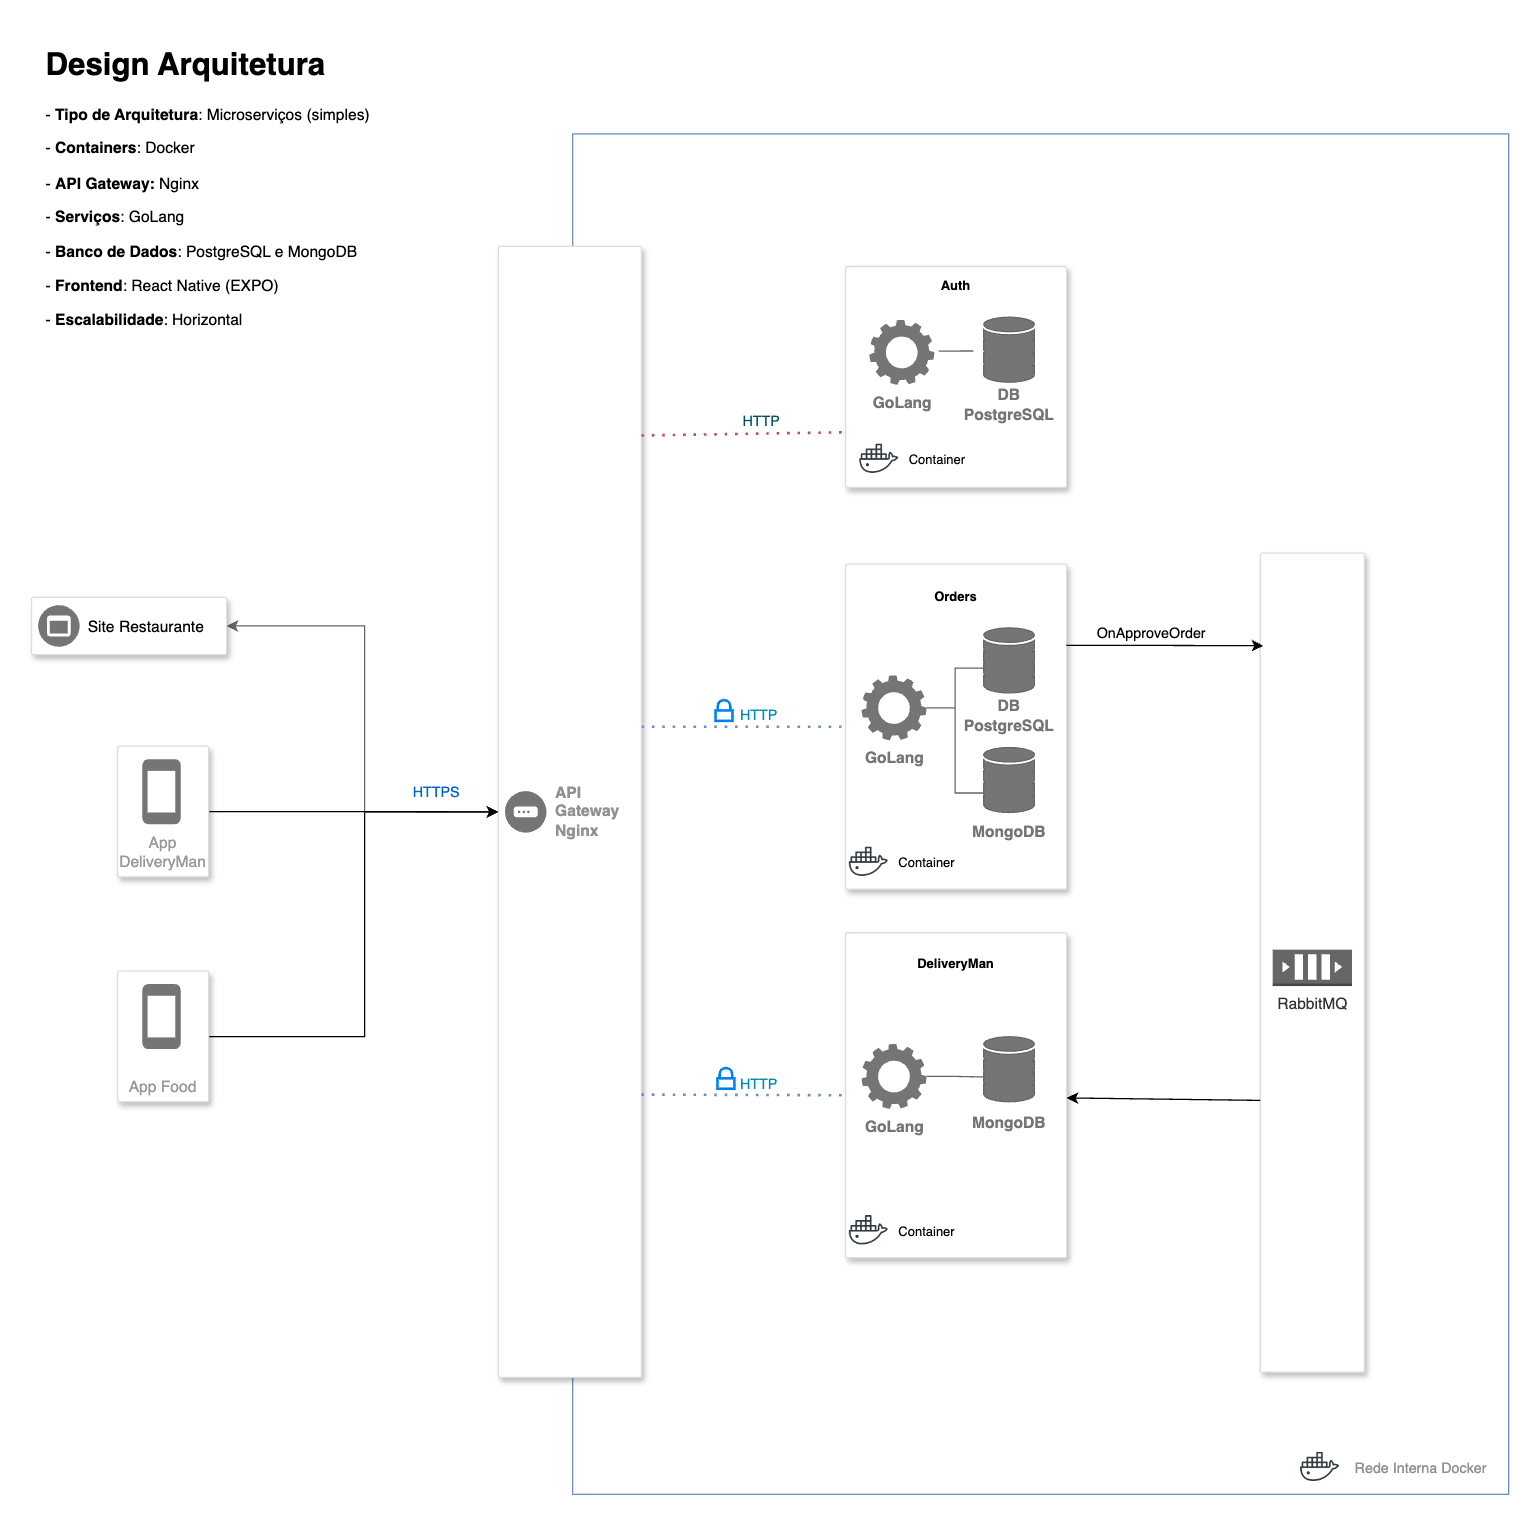 Design Arquitetura
- Tipo de Arquitetura: Microserviços (simples)
- Containers: Docker
- API Gateway: Nginx
- Serviços: GoLang
- Banco de Dados: PostgreSQL e MongoDB
- Frontend: React Native (EXPO)
- Escalabilidade: Horizontal
Site Restaurante
App
DeliveryMan
App Food
HTTPS
API
Gateway
Nginx
HTTP
Auth
GoLang
DB
PostgreSQL
Container
HTTP
Orders
GoLang
DB
PostgreSQL
MongoDB
Container
OnApproveOrder
HTTP
DeliveryMan
GoLang
MongoDB
Container
RabbitMQ
Rede Interna Docker